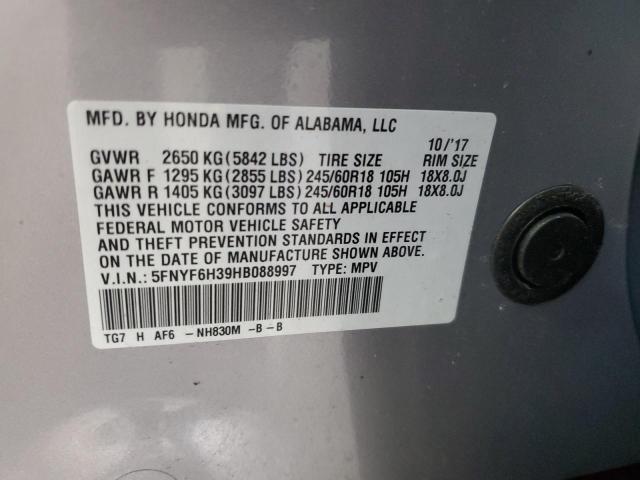 MFD. BY HONDA MFG. OF ALABAMA, LLC
10/'17
GVWR 2650 KG(5842 LBS) TIRE SIZE RIM SIZE
GAWR F 1295 KG(2855 LBS) 245/60R18 105H 18X8.0J
GAWR R 1405 KG(3097 LBS) 245/60R18 105H 18X8.0J
THIS VEHICLE CONFORMS TO ALL APPLICABLE
FEDERAL MOTOR VEHICLE SAFETY
AND THEFT PREVENTION STANDARDS IN EFFECT
ON THE DATE OF MANUFACTURE SHOWN ABOVE.
V.I.N.: 5FNYF6H39HB088997 TYPE: MPV
TG7 H AF6 -NH830M -B -B